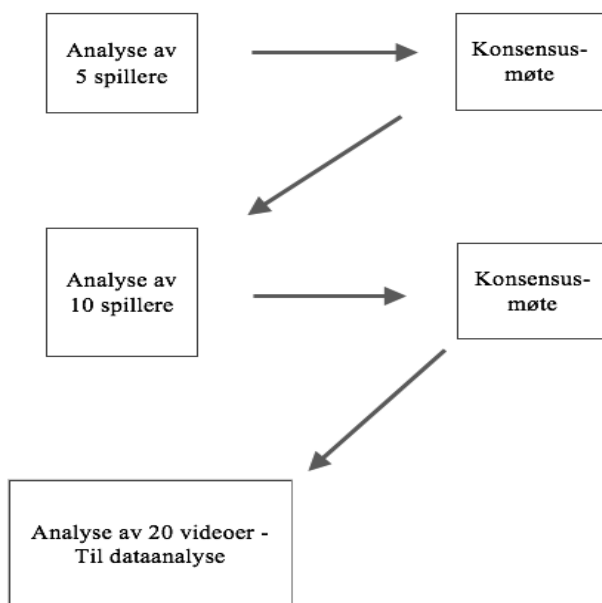 Analyse av
5 spillere
Konsensus-
møte
Analyse av
10 spillere
Konsensus-
møte
Analyse av 20 videoer -
Til dataanalyse